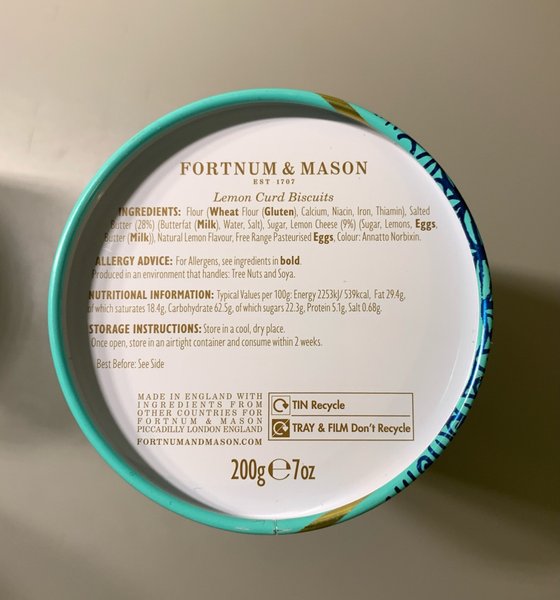 FORTNUM & MASON
EST 1707
Lemon Curd Biscuits
INGREDIENTS: Flour (Wheat Flour (Gluten), Calcium, Niacin, Iron, Thiamin), Salted
Butter (28%) (Butterfat (Milk), Water, Salt), Sugar, Lemon Cheese (9%) (Sugar, Lemons, Eggs,
Butter (Milk)), Natural Lemon Flavour, Free Range Pasteurised Eggs, Colour: Annatto Norbixin.
ALLERGY ADVICE: For Allergens, see ingredients in bold.
Produced in an environment that handles: Tree Nuts and Soya.
NUTRITIONAL INFORMATION: Typical Values per 100g: Energy 2253kJ/ 539kcal, Fat 29.4g,
of which saturates 18.4g, Carbohydrate 62.5g, of which sugars 22.3g, Protein 5.1g, Salt 0.68g.
STORAGE INSTRUCTIONS: Store in a cool, dry place.
Once open, store in an airtight container and consume within 2 weeks.
Best Before: See Side
MADE IN ENGLAND WITH
INGREDIENTS FROM
OTHER COUNTRIES FOR
FORTNUM & MASON
PICCADILLY LONDON ENGLAND
FORTNUMANDMASON.COM
TIN Recycle
TRAY & FILM Don't Recycle
200g ℮ 7oz